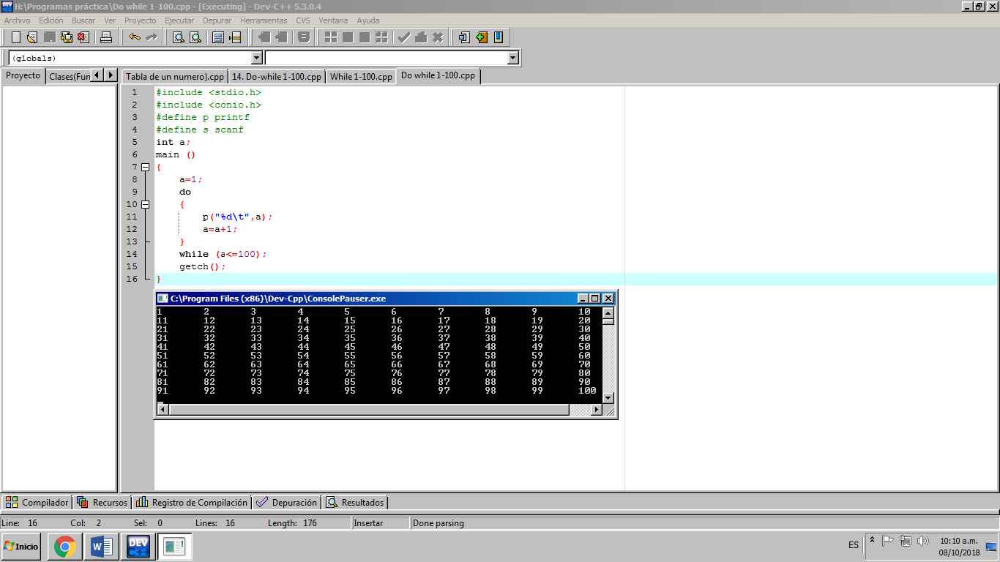 H:\Programas práctica\Do while 1-100.cpp - [Executing] - Dev-C++ 5.3.0.4
Archivo Edición Buscar Ver Proyecto Ejecutar Depurar Herramientas CVS Ventana Ayuda
(globals)
Proyecto Clases(Fun Tabla de un numero}.cpp 14. Do-while 1-100.cpp While 1-100.cpp Do while 1-100.cpp
1 #include <stdio.h>
2 #include <conio.h>
3 #define p printf
4 #define s scanf
5 int a;
6 main ()
7 {
8 a=1;
9 do
10 {
11 p("%d\t",a);
12 a=a+1;
13 }
14 while (a<=100);
15 getch();
16 }
C:\Program Files (x86)\Dev-Cpp\ConsolePauser.exe
1 2 3 4 5 6 7 8 9 10
11 12 13 14 15 16 17 18 19 20
21 22 23 24 25 26 27 28 29 30
31 32 33 34 35 36 37 38 39 40
41 42 43 44 45 46 47 48 49 50
51 52 53 54 55 56 57 58 59 60
61 62 63 64 65 66 67 68 69 70
71 72 73 74 75 76 77 78 79 80
81 82 83 84 85 86 87 88 89 90
91 92 93 94 95 96 97 98 99 100
Compilador Recursos Registro de Compilación Depuración Resultados
Line: 16 Col: 2 Sel: 0 Lines: 16 Length: 176 Insertar Done parsing
Inicio DEV C++ ES 10:10 a.m.
08/10/2018